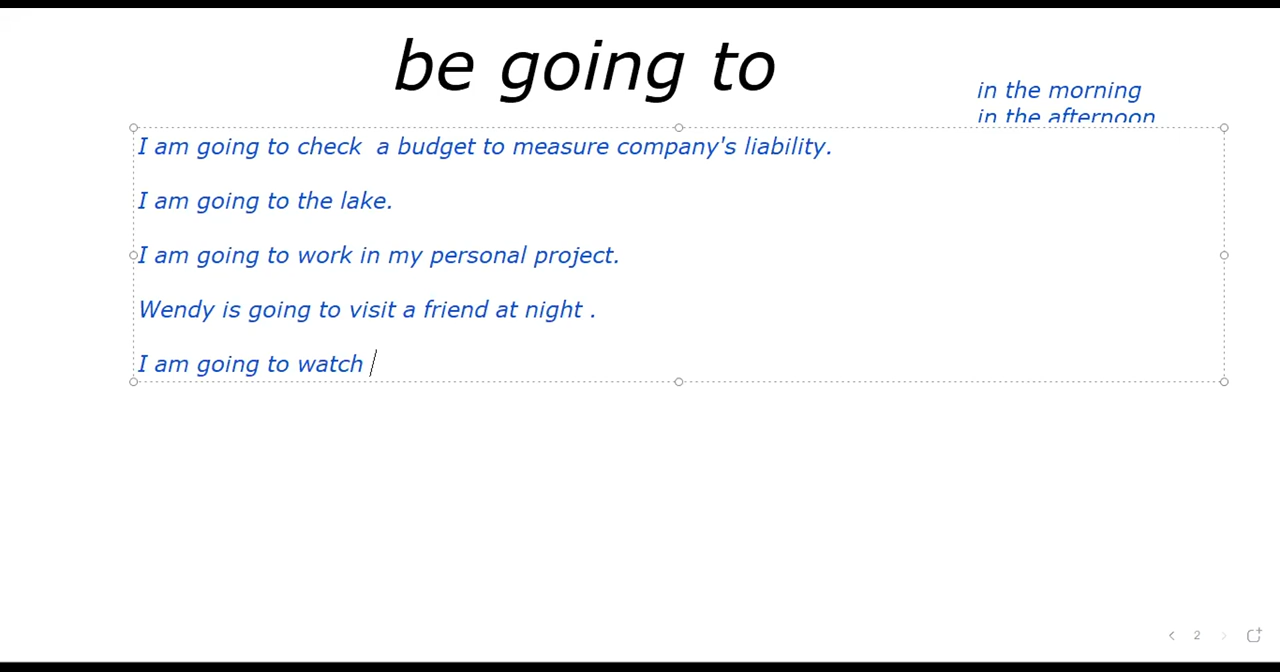 be going to
in the morning
in the afternoon
I am going to check  a budget to measure company's liability.
I am going to the lake.
I am going to work in my personal project.
Wendy is going to visit a friend at night .
I am going to watch
2